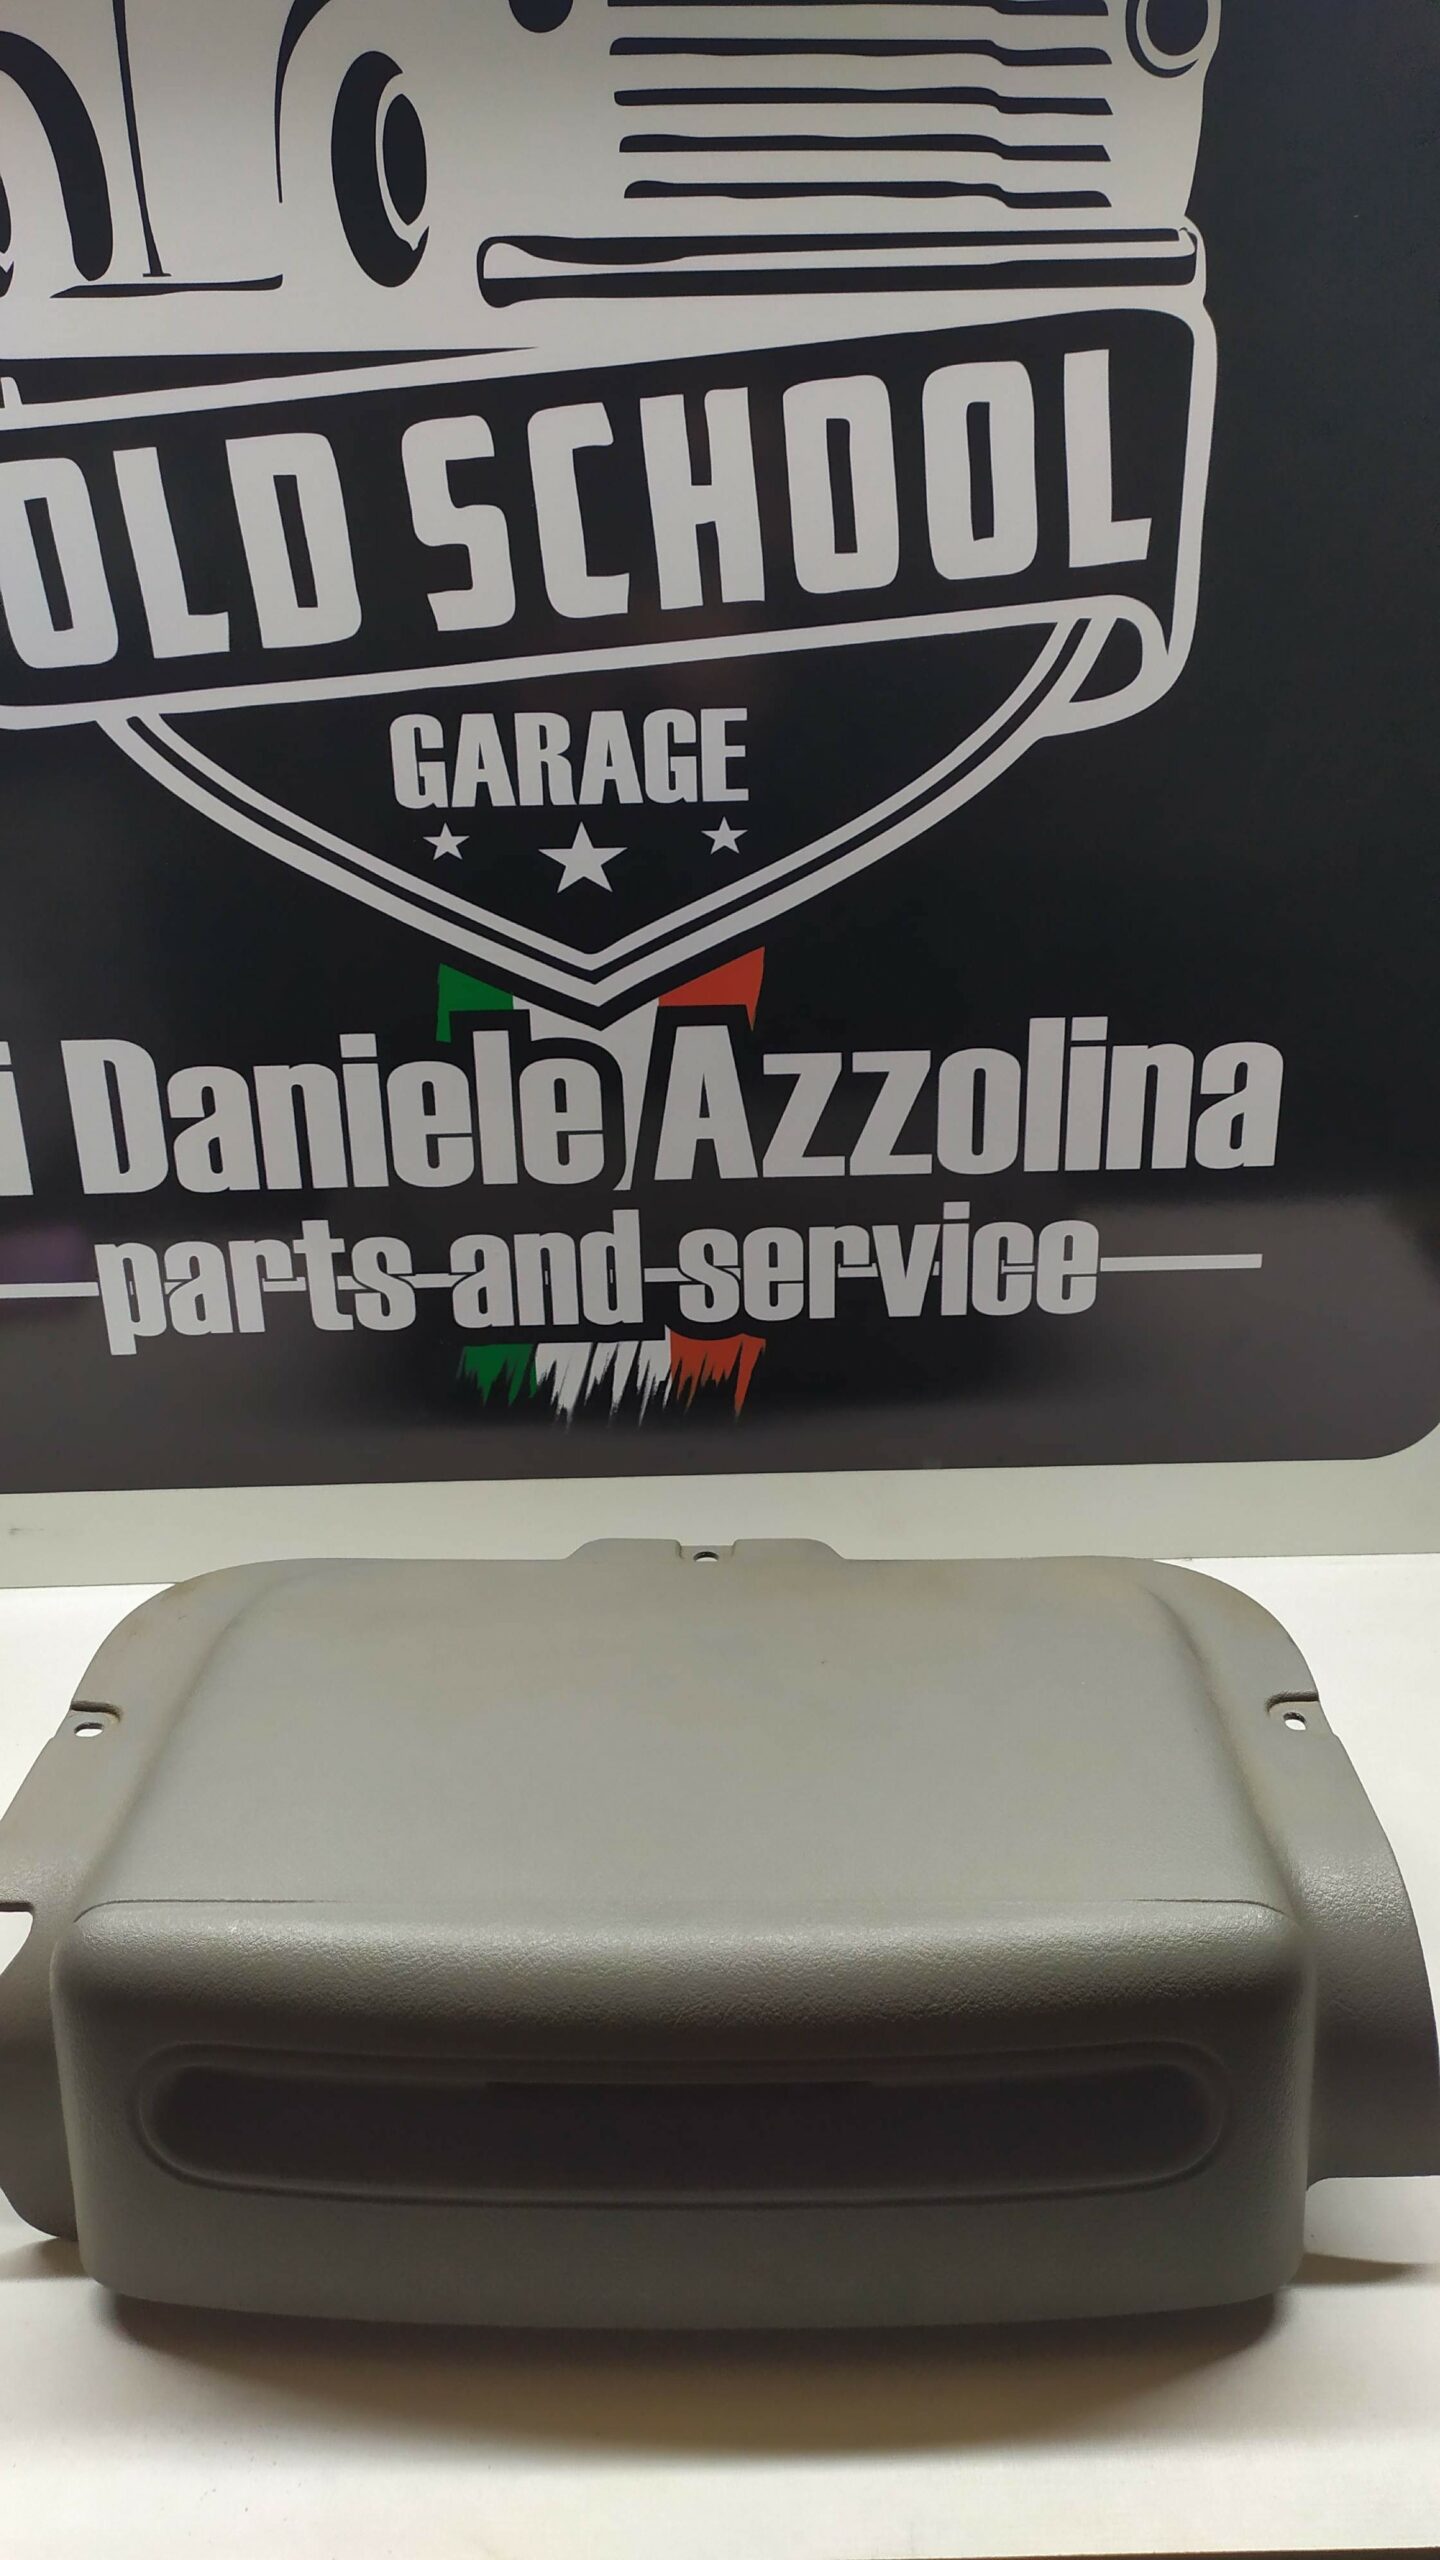 OLD SCHOOL
GARAGE
i Daniele Azzolina
parts and service